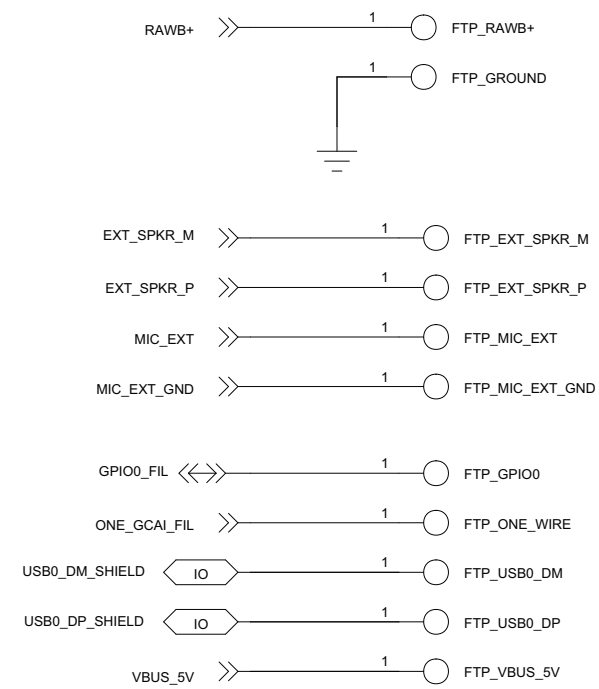 RAWB+ 1 FTP_RAWB+
1 FTP_GROUND
EXT_SPKR_M 1 FTP_EXT_SPKR_M
EXT_SPKR_P 1 FTP_EXT_SPKR_P
MIC_EXT 1 FTP_MIC_EXT
MIC_EXT_GND 1 FTP_MIC_EXT_GND
GPIO0_FIL 1 FTP_GPIO0
ONE_GCAI_FIL 1 FTP_ONE_WIRE
USB0_DM_SHIELD IO 1 FTP_USB0_DM
USB0_DP_SHIELD IO 1 FTP_USB0_DP
VBUS_5V 1 FTP_VBUS_5V